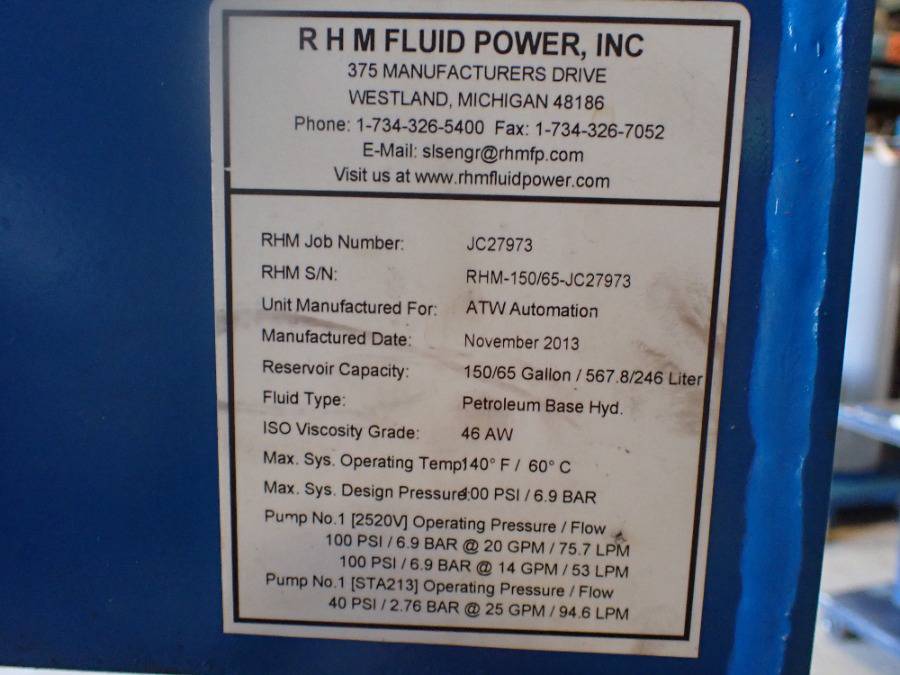 R H M FLUID POWER, INC
375 MANUFACTURERS DRIVE
WESTLAND, MICHIGAN 48186
Phone: 1-734-326-5400 Fax: 1-734-326-7052
E-Mail: slsengr@rhmfp.com
Visit us at www.rhmfluidpower.com
RHM Job Number: JC27973
RHM S/N: RHM-150/65-JC27973
Unit Manufactured For: ATW Automation
Manufactured Date: November 2013
Reservoir Capacity: 150/65 Gallon / 567.8/246 Liter
Fluid Type: Petroleum Base Hyd.
ISO Viscosity Grade: 46 AW
Max. Sys. Operating Temp: 140° F / 60° C
Max. Sys. Design Pressure: 100 PSI / 6.9 BAR
Pump No.1 [2520V] Operating Pressure / Flow
100 PSI / 6.9 BAR @ 20 GPM / 75.7 LPM
100 PSI / 6.9 BAR @ 14 GPM / 53 LPM
Pump No.1 [STA213] Operating Pressure / Flow
40 PSI / 2.76 BAR @ 25 GPM / 94.6 LPM